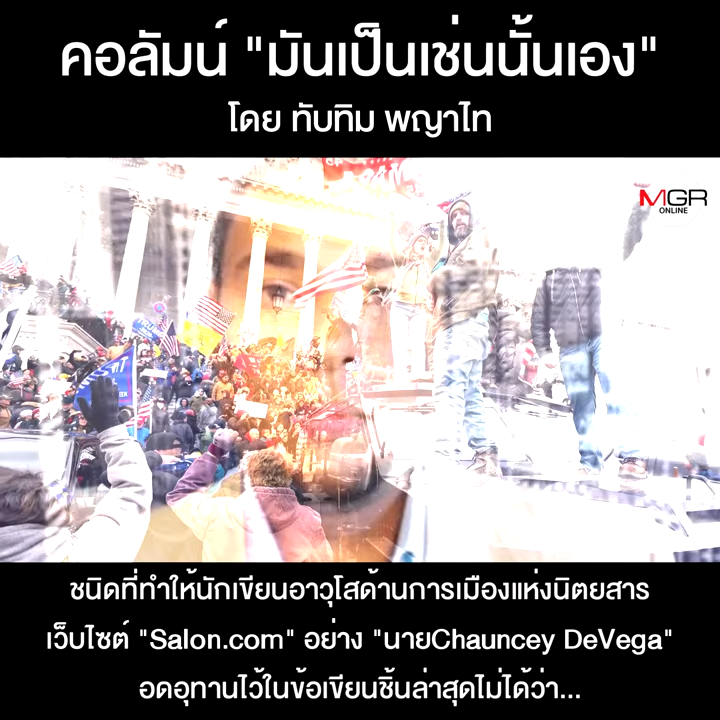 คอลัมน์ "มันเป็นเช่นนั้นเอง"
โดย ทับทิม พญาไท
MGR
ONLINE
ชนิดที่ทำให้นักเขียนอาวุโสด้านการเมืองแห่งนิตยสาร
เว็บไซต์ "Salon.com" อย่าง "นายChauncey DeVega"
อดอุทานไว้ในข้อเขียนชิ้นล่าสุดไม่ได้ว่า...